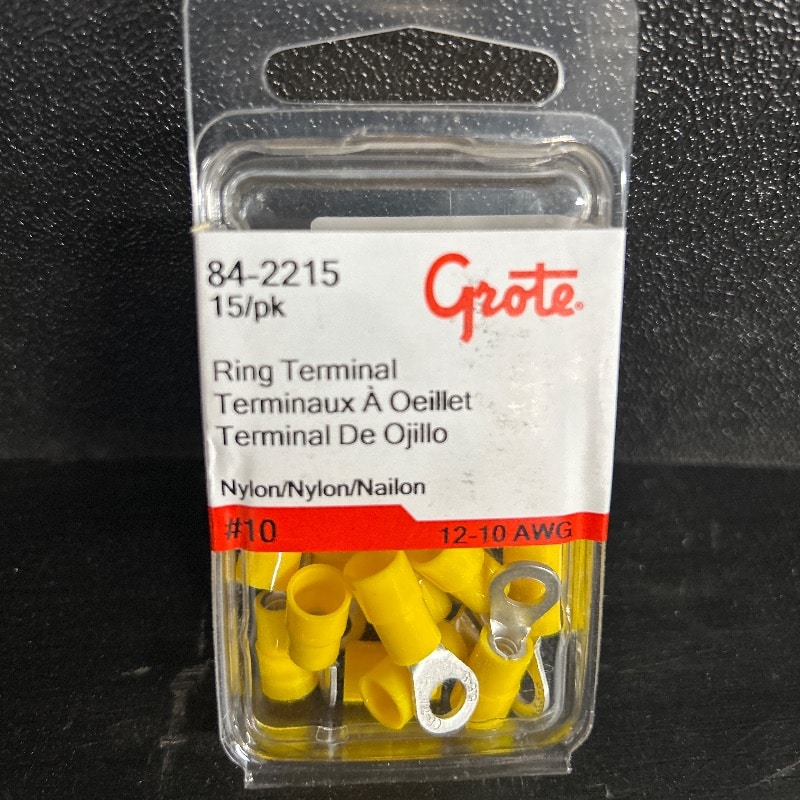 84-2215
15/pk
Grote®
Ring Terminal
Terminaux À Oeillet
Terminal De Ojillo
Nylon/Nylon/Nailon
#10
12-10 AWG